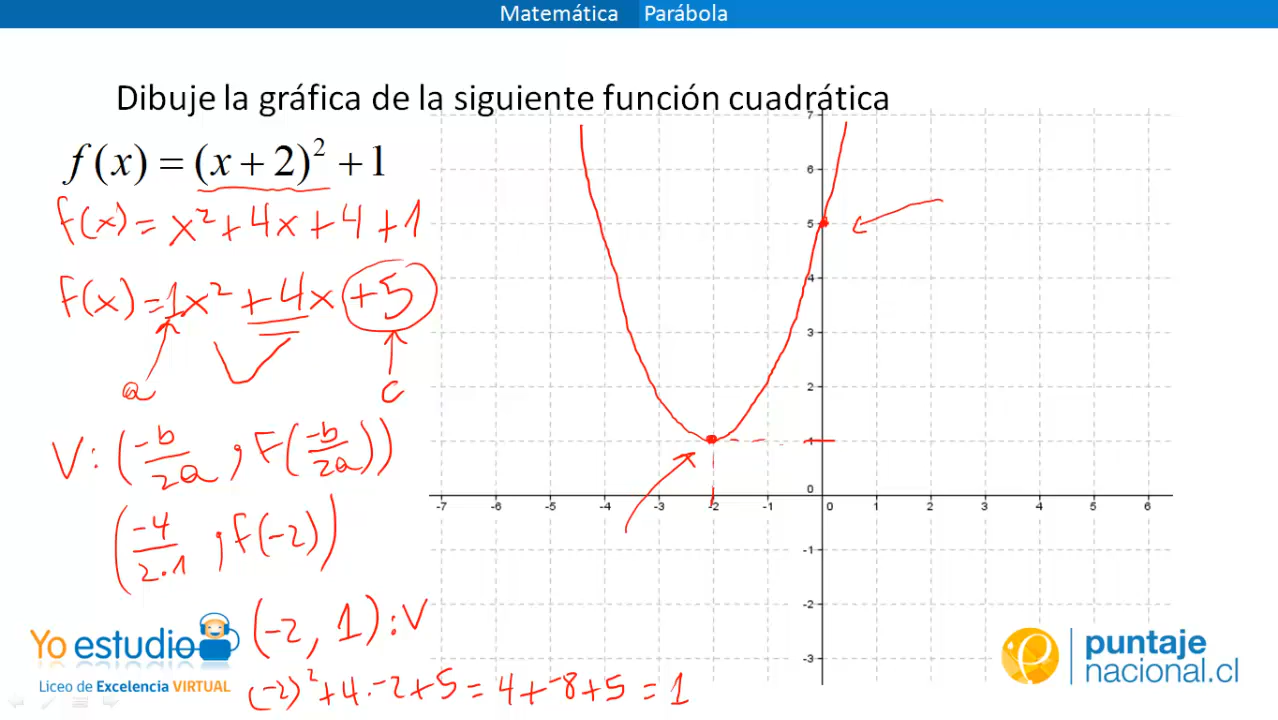 Matemática Parábola
Dibuje la gráfica de la siguiente función cuadrática
f(x) = (x + 2)² + 1
f(x) = x² + 4x + 4 + 1
f(x) = 1x² + 4x + 5
a c
V: (-b/2a ; F(-b/2a))
(-4/2·1 ; f(-2))
(-2, 1) : V
(-2)² + 4·-2 + 5 = 4 + -8 + 5 = 1
7
6
5
4
3
2
1
0
-7 -6 -5 -4 -3 -2 -1 0 1 2 3 4 5 6
-1
-2
-3
Yo estudio
Liceo de Excelencia VIRTUAL
puntaje
nacional.cl